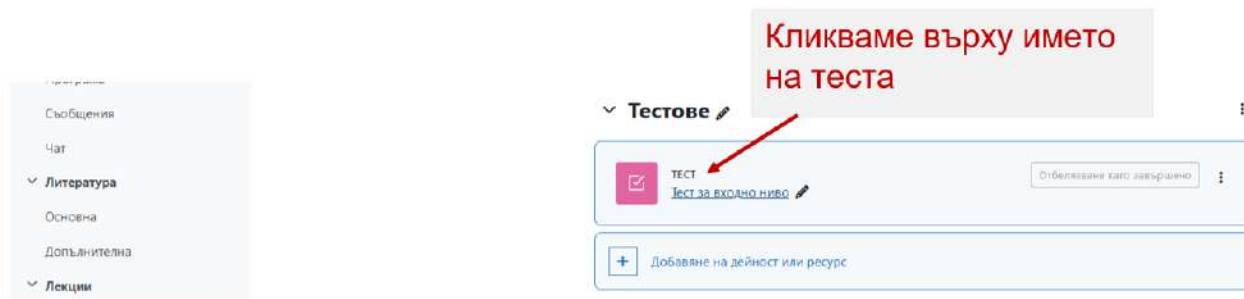 Кликваме върху името
на теста
Съобщения
Чат
Литература
Основна
Допълнителна
Лекции
Тестове
ТЕСТ
Тест за входно ниво
Отбелязване като завършено
Добавяне на дейност или ресурс